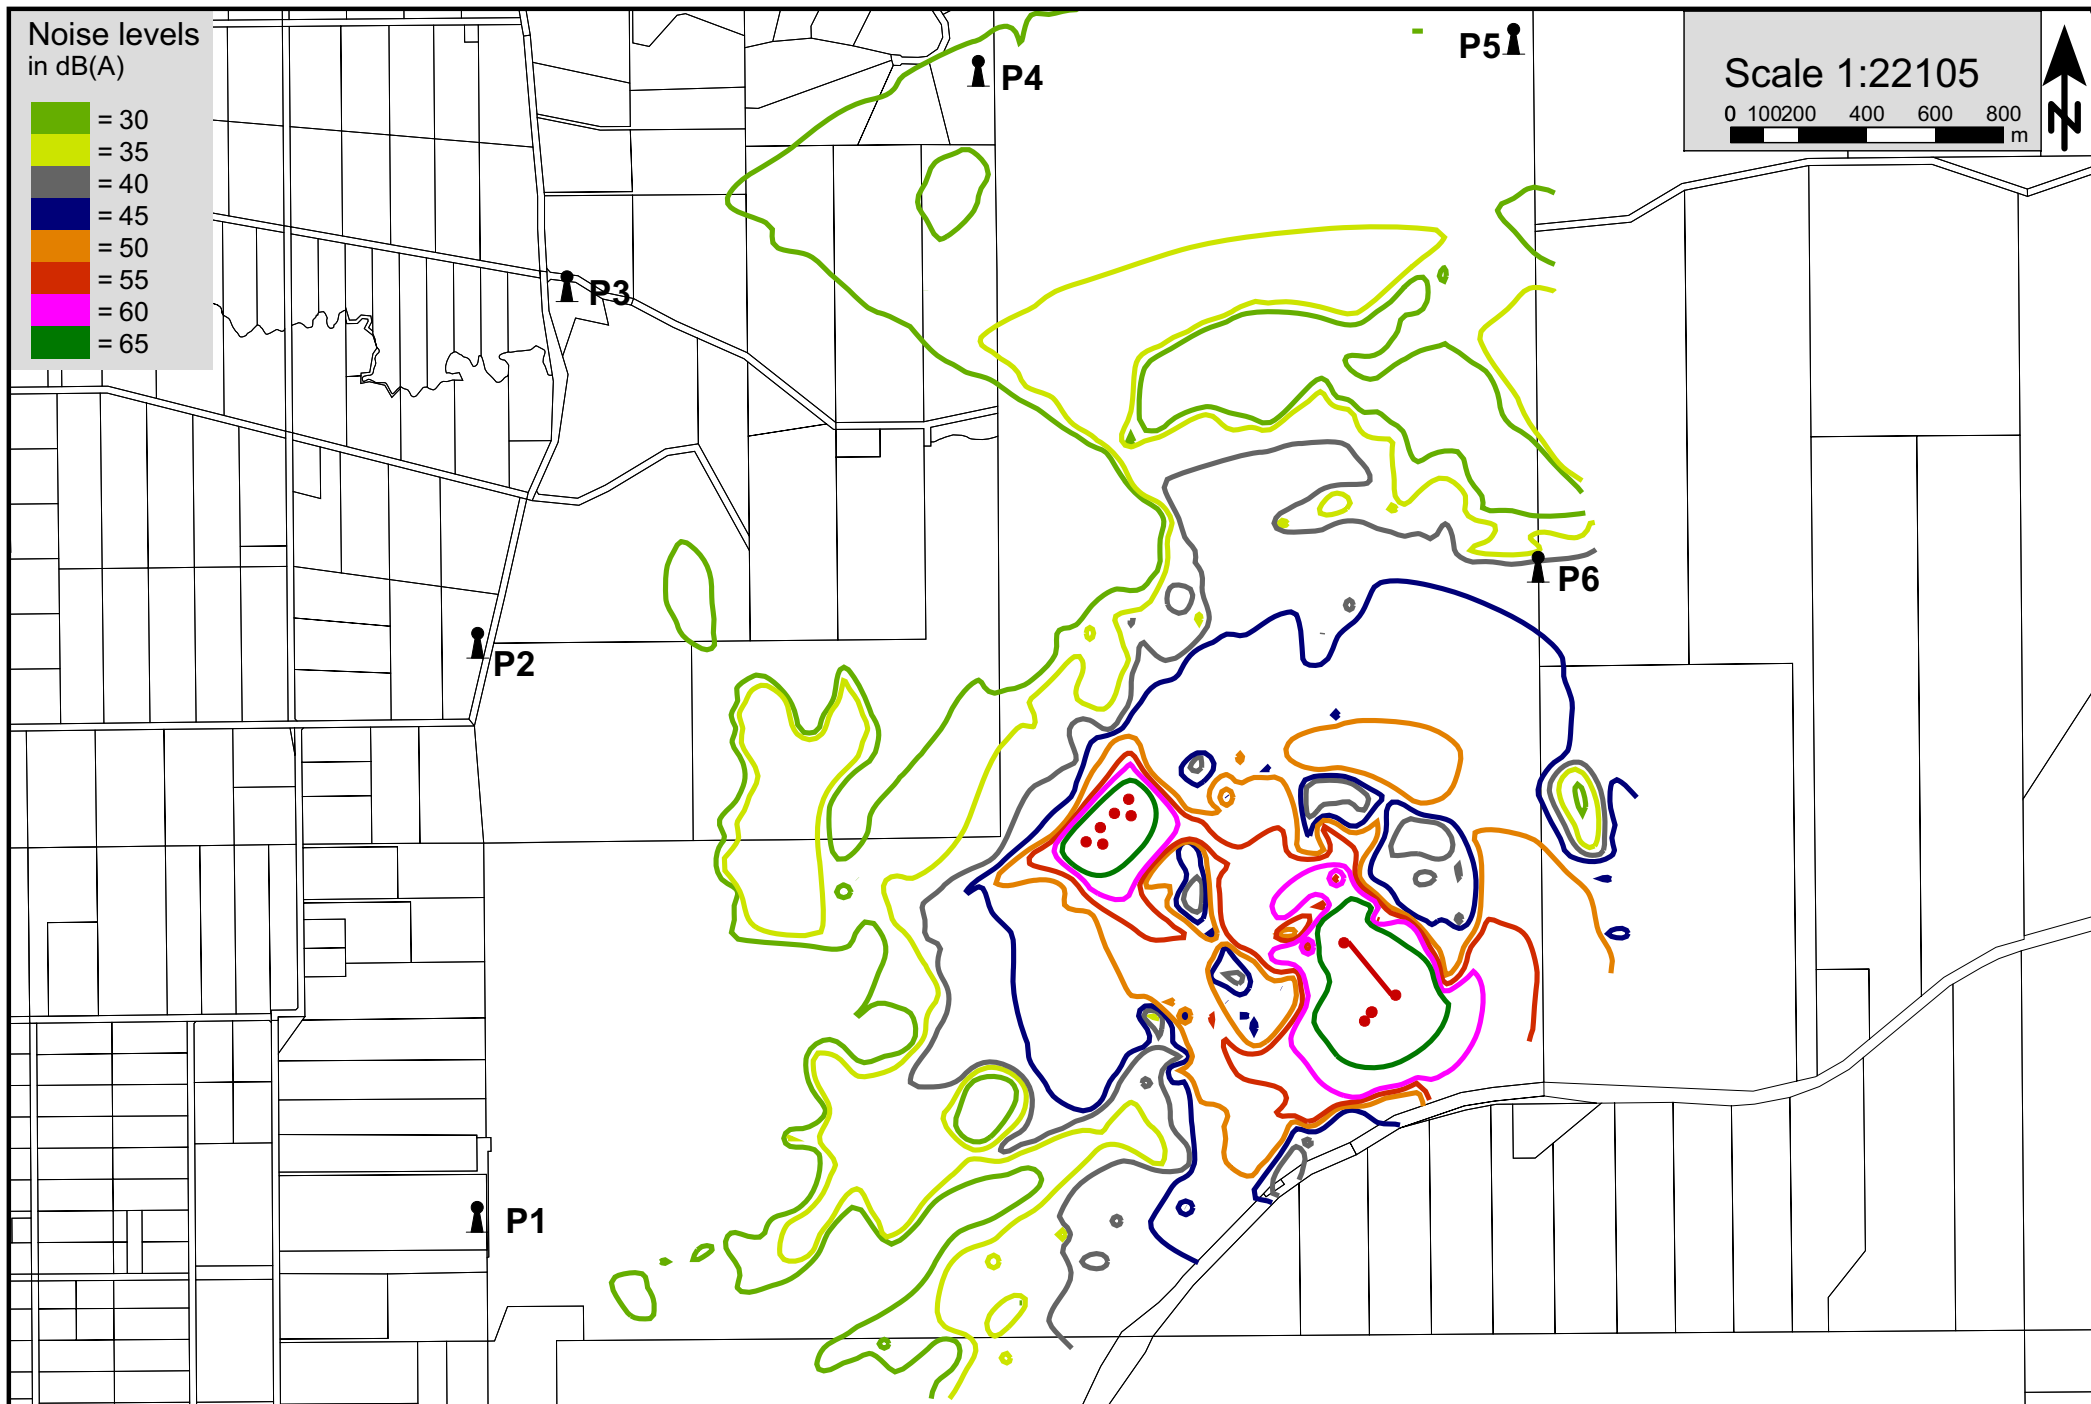 Noise levels
in dB(A)
= 30
= 35
= 40
= 45
= 50
= 55
= 60
= 65
P4
P5
Scale 1:22105
0 100200 400 600 800
m
N
P3
P6
P2
P1